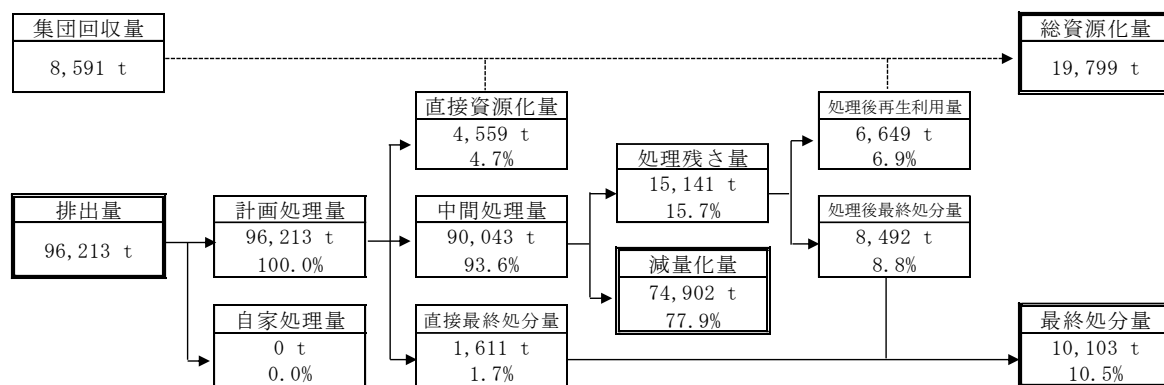 集団回収量
8,591 t
総資源化量
19,799 t
直接資源化量
4,559 t
4.7%
処理後再生利用量
6,649 t
6.9%
処理残さ量
15,141 t
15.7%
排出量
96,213 t
計画処理量
96,213 t
100.0%
中間処理量
90,043 t
93.6%
処理後最終処分量
8,492 t
8.8%
減量化量
74,902 t
77.9%
自家処理量
0 t
0.0%
直接最終処分量
1,611 t
1.7%
最終処分量
10,103 t
10.5%